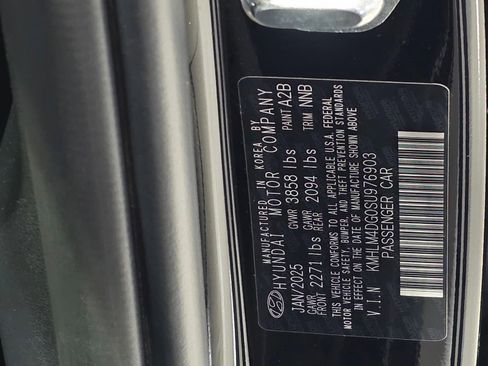 MANUFACTURED IN KOREA BY
HYUNDAI MOTOR COMPANY
JAN/2025 GVWR 3858 lbs PAINT A2B
GAWR FRONT 2271 lbs GAWR REAR 2094 lbs TRIM NNB
THIS VEHICLE CONFORMS TO ALL APPLICABLE U.S.A. FEDERAL
MOTOR VEHICLE SAFETY, BUMPER, AND THEFT PREVENTION STANDARDS
IN EFFECT ON THE DATE OF MANUFACTURE SHOWN ABOVE
V.I.N KMHLM4DG0SU976903
PASSENGER CAR